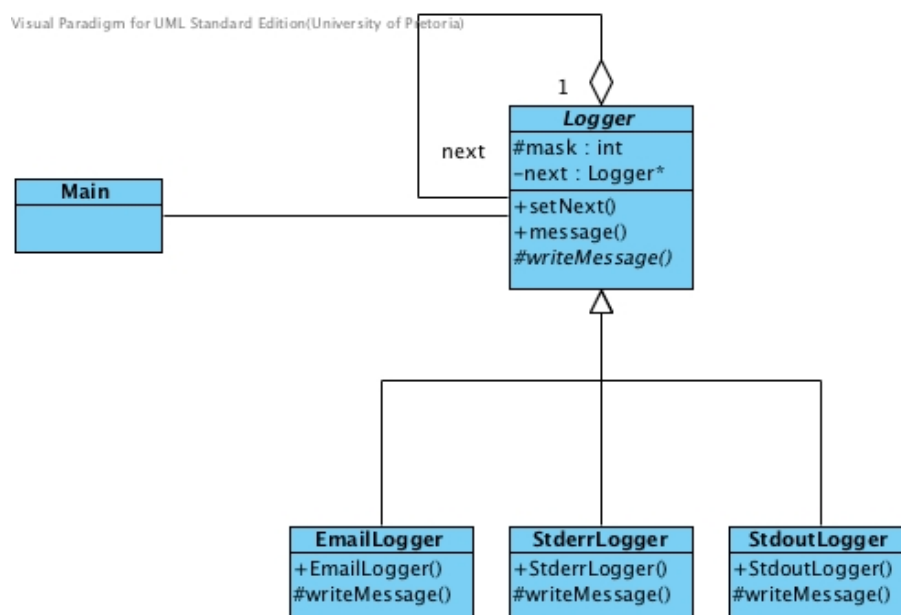 Visual Paradigm for UML Standard Edition(University of Pretoria)
1
Logger
#mask : int
-next : Logger*
next
+setNext()
+message()
#writeMessage()
Main
EmailLogger
+EmailLogger()
#writeMessage()
StderrLogger
+StderrLogger()
#writeMessage()
StdoutLogger
+StdoutLogger()
#writeMessage()